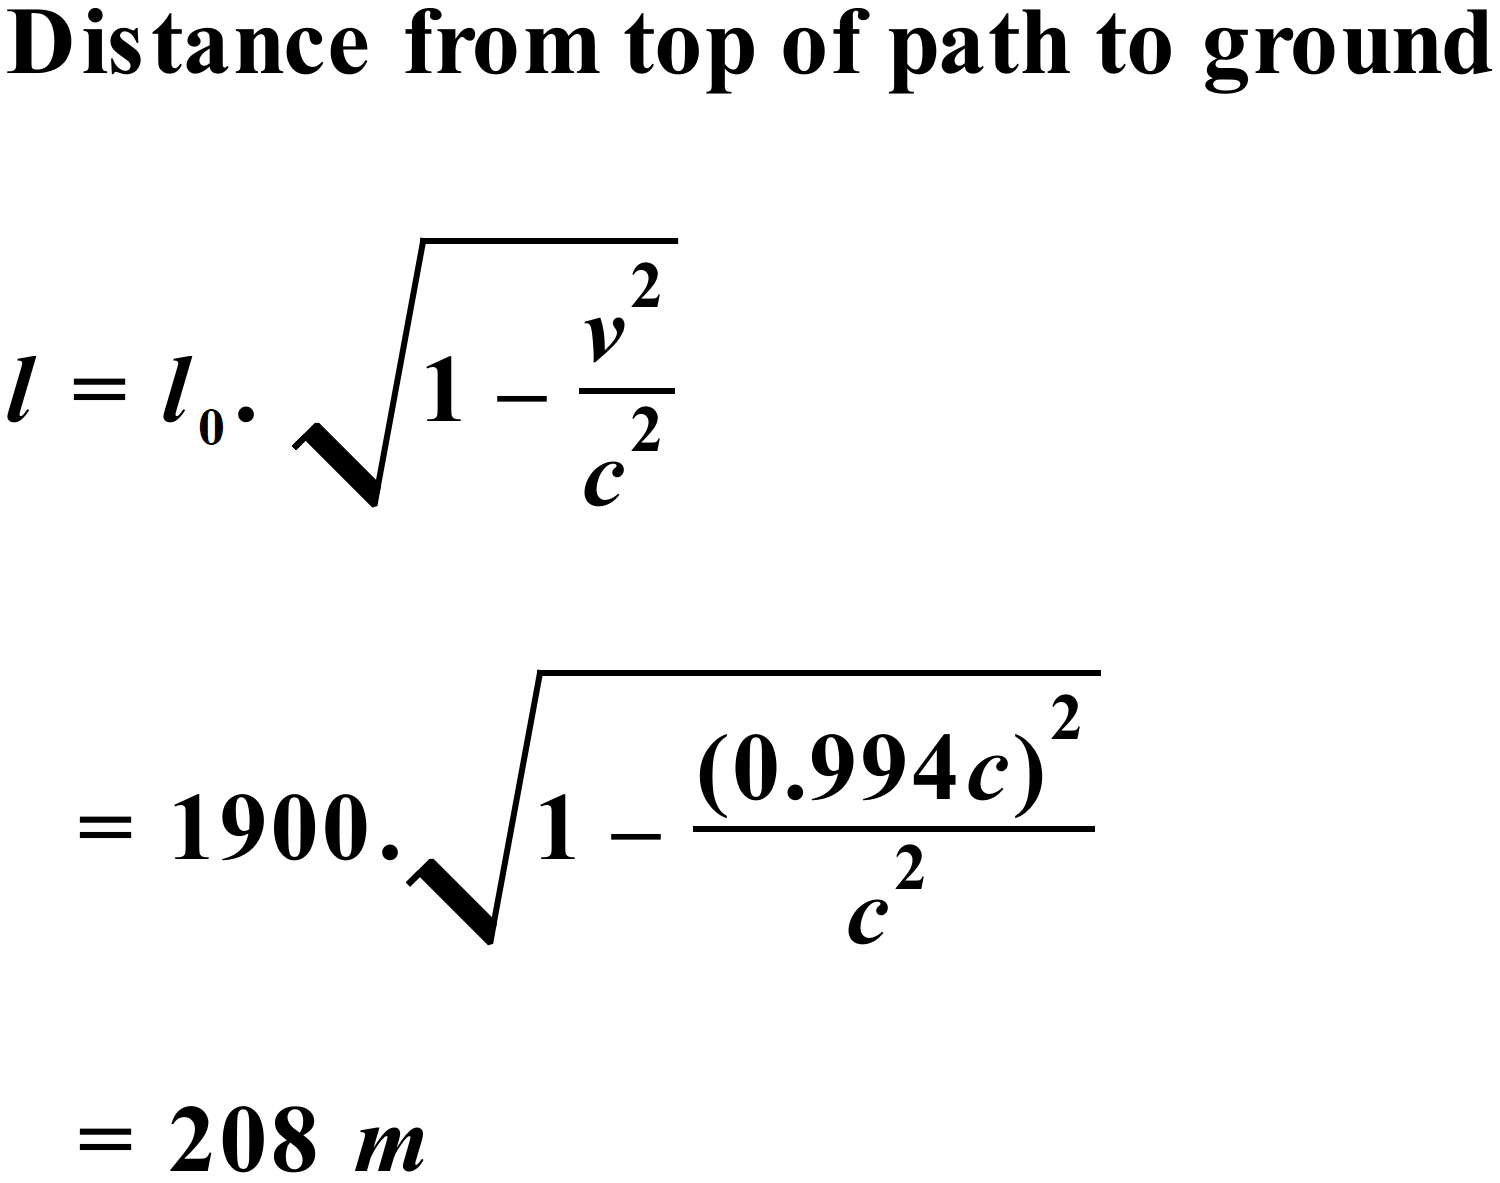 Distance from top of path to ground
l = l₀. √(1 – v²/c²)
= 1900. √(1 – (0.994c)²/c²)
= 208 m